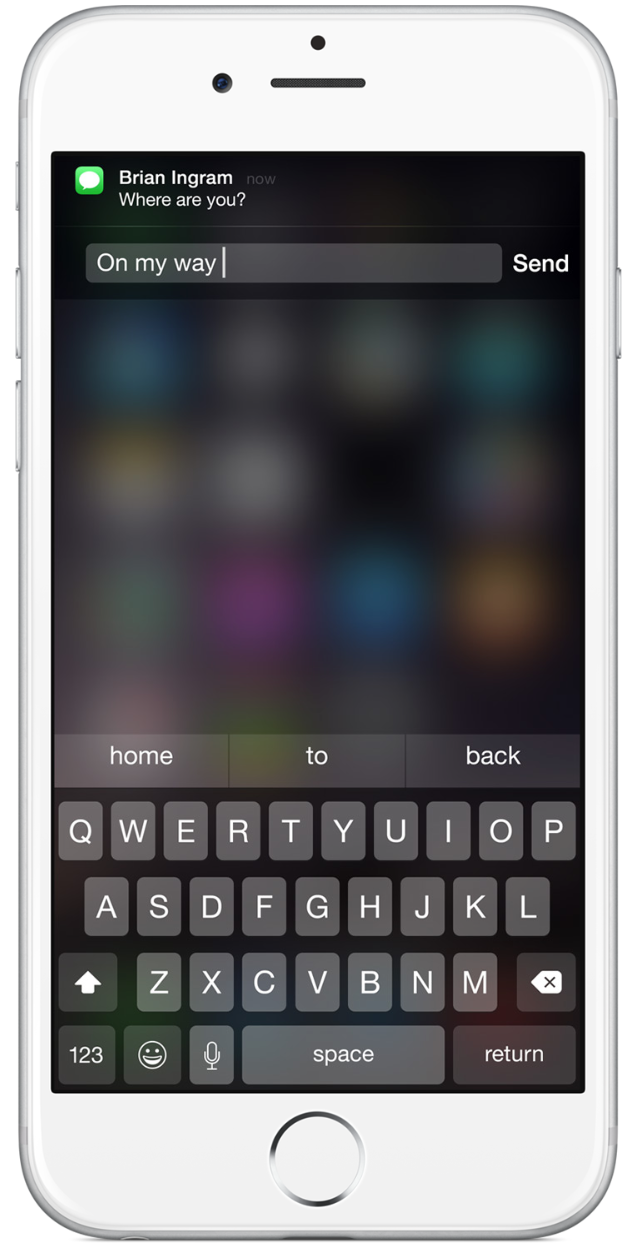 Brian Ingram now
Where are you?
On my way
Send
home to back
Q W E R T Y U I O P
A S D F G H J K L
Z X C V B N M
123 space return